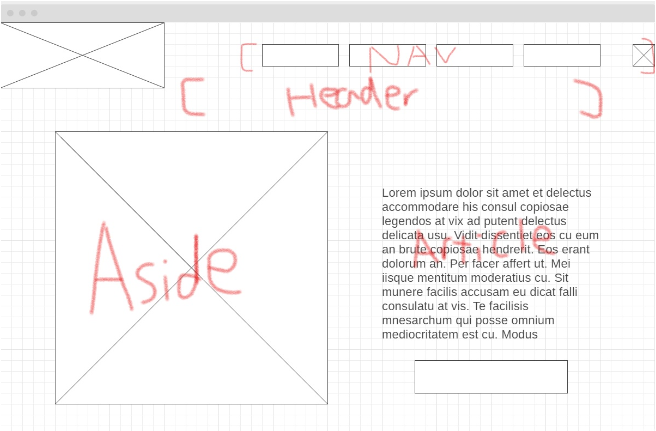 NAV
Header
Lorem ipsum dolor sit amet et delectus
accommodare his consul copiosae
legendos at vix ad putent delectus
delicata usu. Vidit dissentiet eos cu eum
an brute copiosae hendrerit. Eos erant
dolorum an. Per facer affert ut. Mei
iisque mentitum moderatius cu. Sit
munere facilis accusam eu dicat falli
consulatu at vis. Te facilisis
mnesarchum qui posse omnium
mediocritatem est cu. Modus
Aside
Article